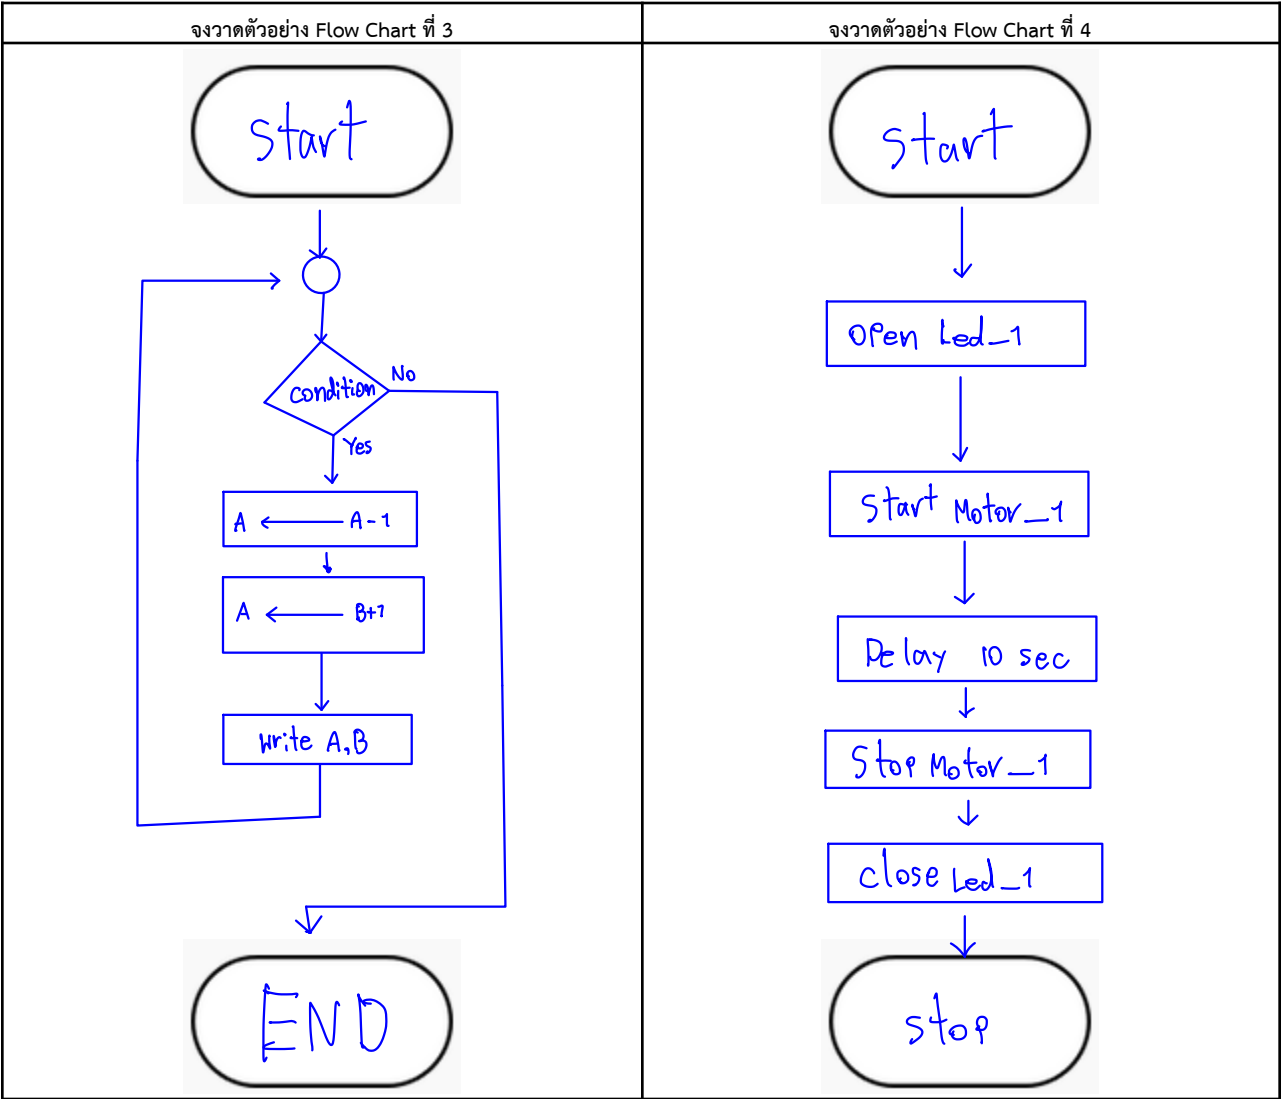 จงวาดตัวอย่าง Flow Chart ที่ 3
Start
condition
No
Yes
A ← A-1
A ← B+1
Write A,B
END
จงวาดตัวอย่าง Flow Chart ที่ 4
Start
Open Led_1
Start Motor_1
Delay 10 sec
Stop Motor_1
close Led_1
stop